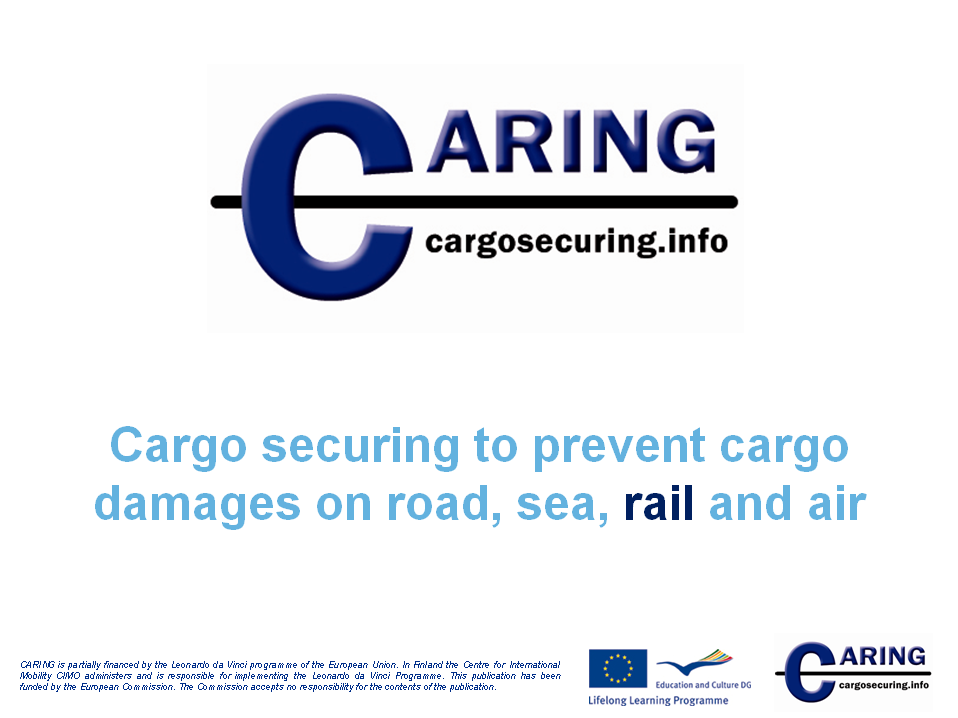 CARING
cargosecuring.info
Cargo securing to prevent cargo
damages on road, sea, rail and air
CARING is partially financed by the Leonardo da Vinci programme of the European Union. In Finland the Centre for International
Mobility CIMO administers and is responsible for implementing the Leonardo da Vinci Programme. This publication has been
funded by the European Commission. The Commission accepts no responsibility for the contents of the publication.
Education and Culture DG
Lifelong Learning Programme
CARING
cargosecuring.info